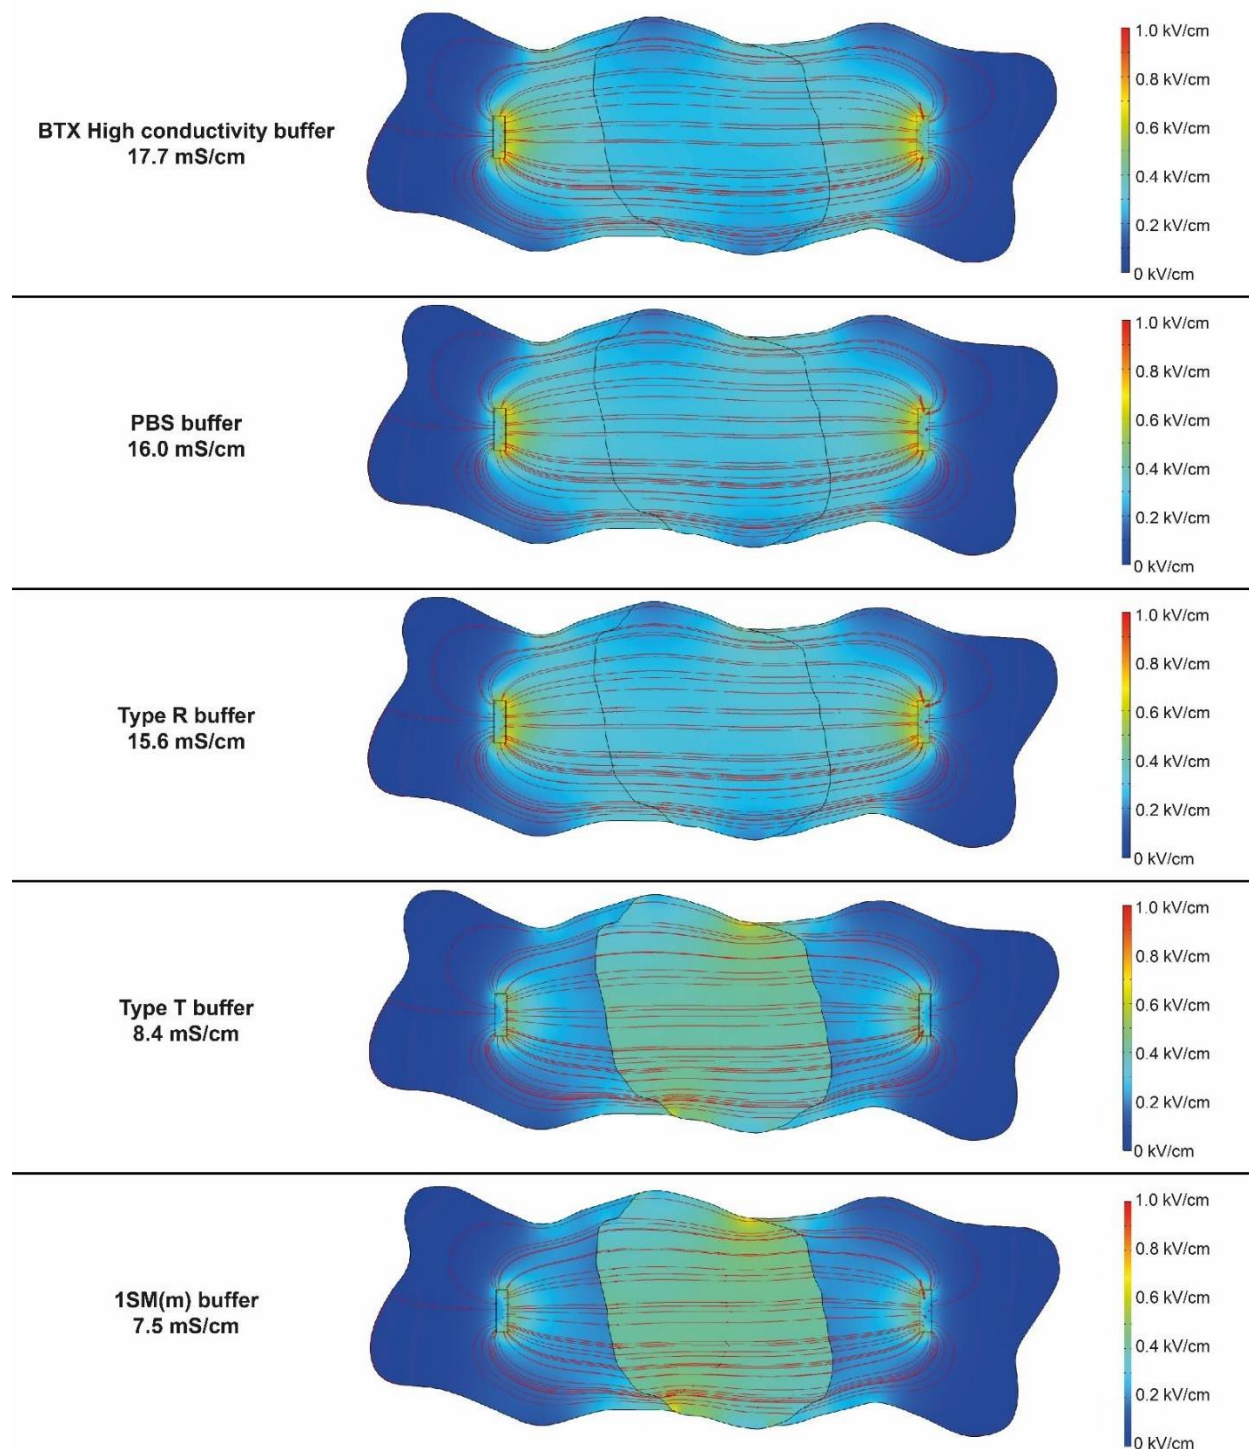 1.0 kV/cm
0.8 kV/cm
BTX High conductivity buffer
17.7 mS/cm
0.6 kV/cm
0.4 kV/cm
0.2 kV/cm
0 kV/cm
1.0 kV/cm
0.8 kV/cm
PBS buffer
16.0 mS/cm
0.6 kV/cm
0.4 kV/cm
0.2 kV/cm
0 kV/cm
1.0 kV/cm
0.8 kV/cm
Type R buffer
15.6 mS/cm
0.6 kV/cm
0.4 kV/cm
0.2 kV/cm
0 kV/cm
1.0 kV/cm
0.8 kV/cm
Type T buffer
8.4 mS/cm
0.6 kV/cm
0.4 kV/cm
0.2 kV/cm
0 kV/cm
1.0 kV/cm
0.8 kV/cm
1SM(m) buffer
7.5 mS/cm
0.6 kV/cm
0.4 kV/cm
0.2 kV/cm
0 kV/cm